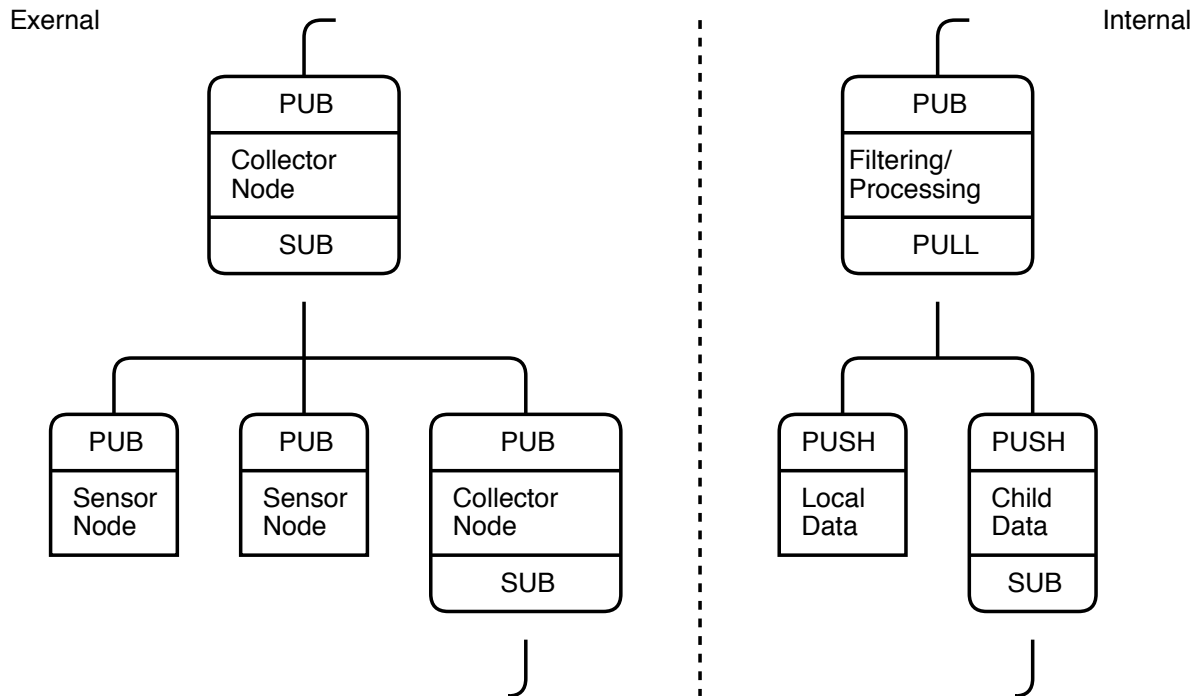 Exernal
Internal
PUB
Collector
Node
SUB
PUB
Filtering/
Processing
PULL
PUB
Sensor
Node
PUB
Sensor
Node
PUB
Collector
Node
SUB
PUSH
Local
Data
PUSH
Child
Data
SUB